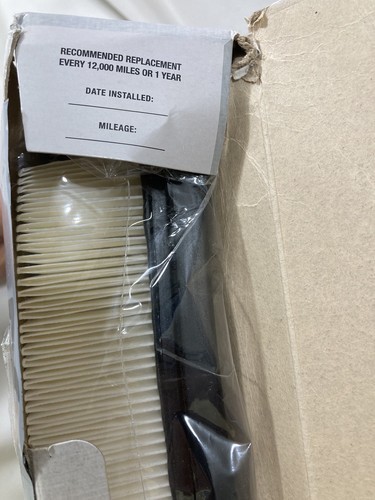 RECOMMENDED REPLACEMENT
EVERY 12,000 MILES OR 1 YEAR
DATE INSTALLED:
MILEAGE: